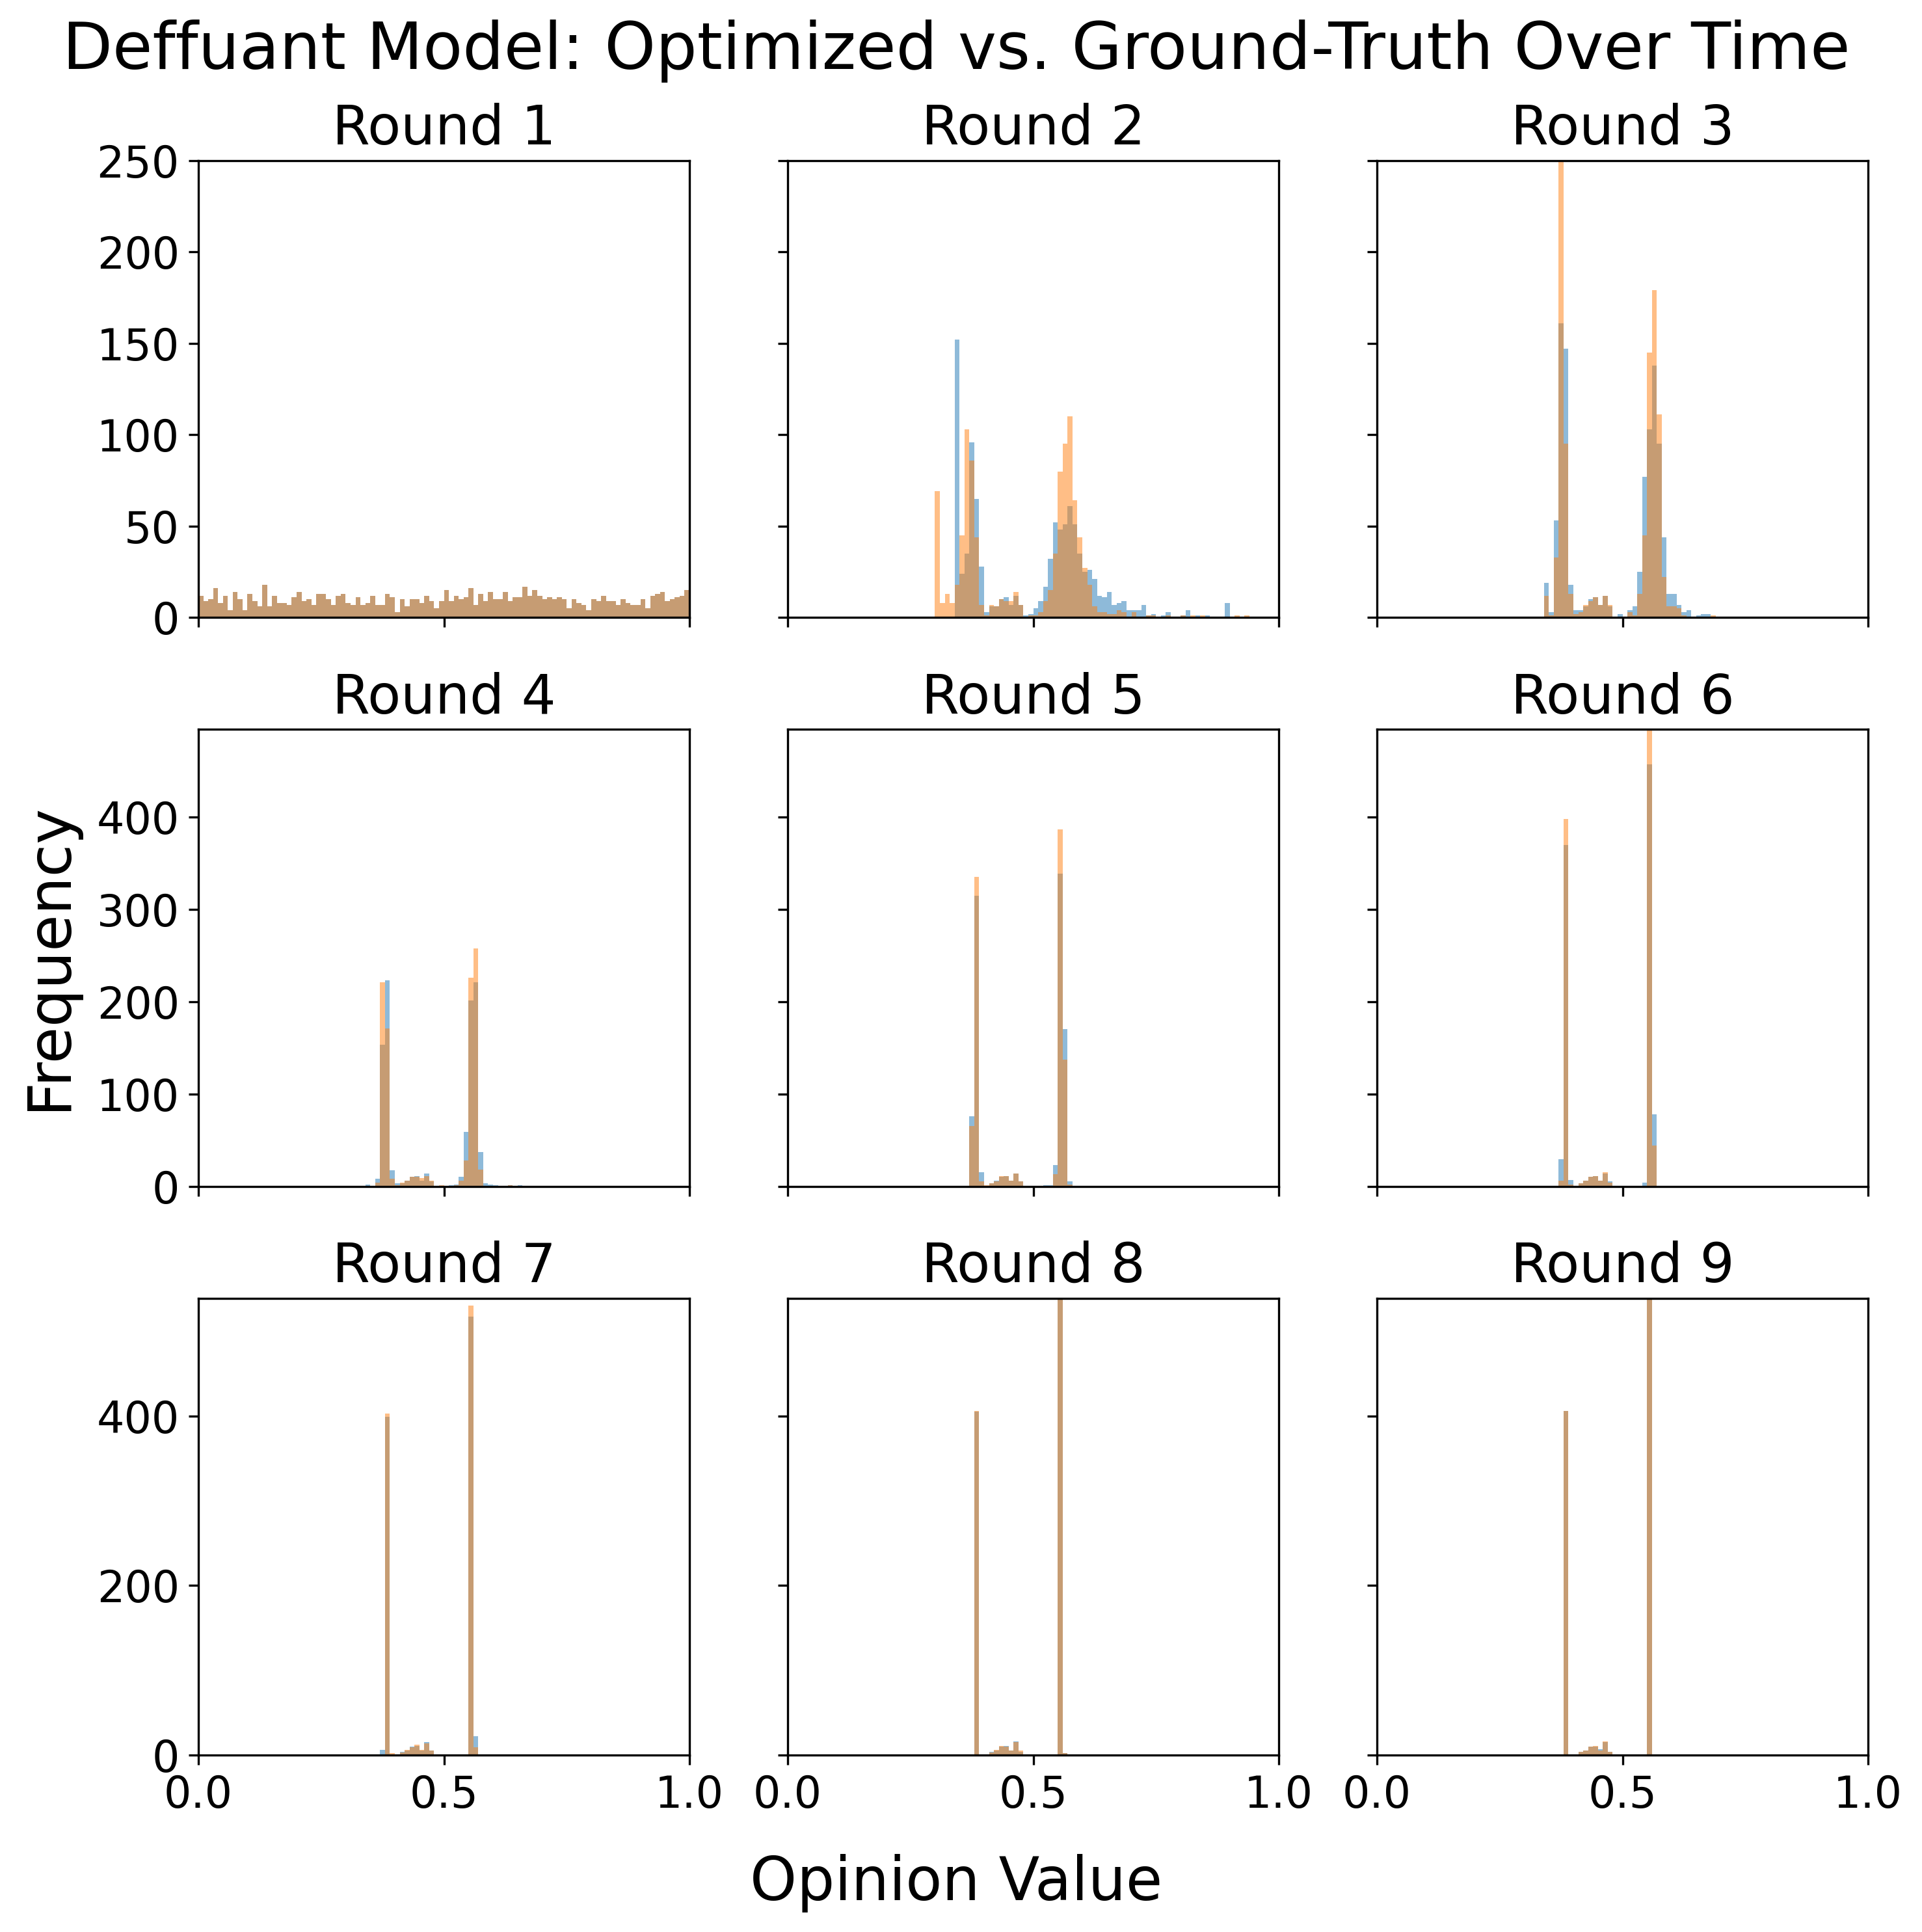 Deffuant Model: Optimized vs. Ground-Truth Over Time
Round 1
Round 2
Round 3
250
200
150
100
50
0
Round 4
Round 5
Round 6
400
300
200
100
0
Frequency
Round 7
Round 8
Round 9
400
200
0
0.0 0.5 1.0 0.0 0.5 1.0 0.0 0.5 1.0
Opinion Value